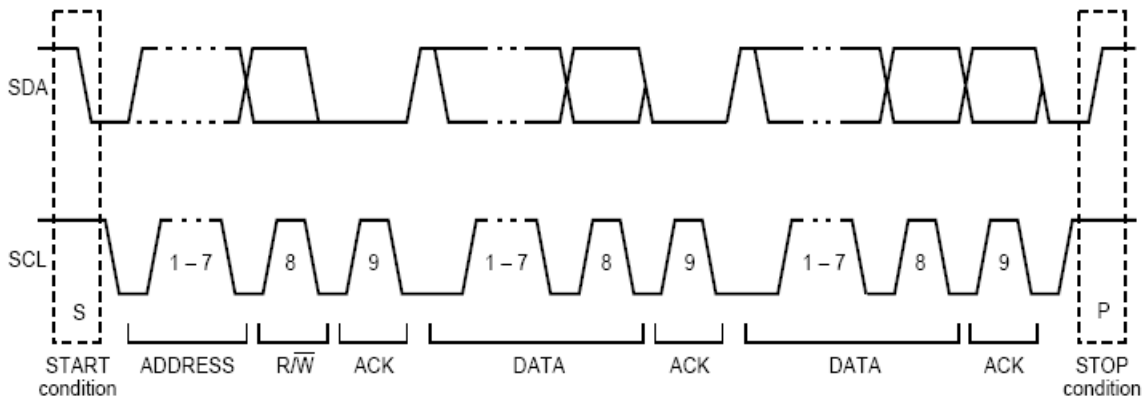 SDA
SCL
1 – 7 8 9 1 – 7 8 9 1 – 7 8 9
S P
START condition ADDRESS R/W̅ ACK DATA ACK DATA ACK STOP condition